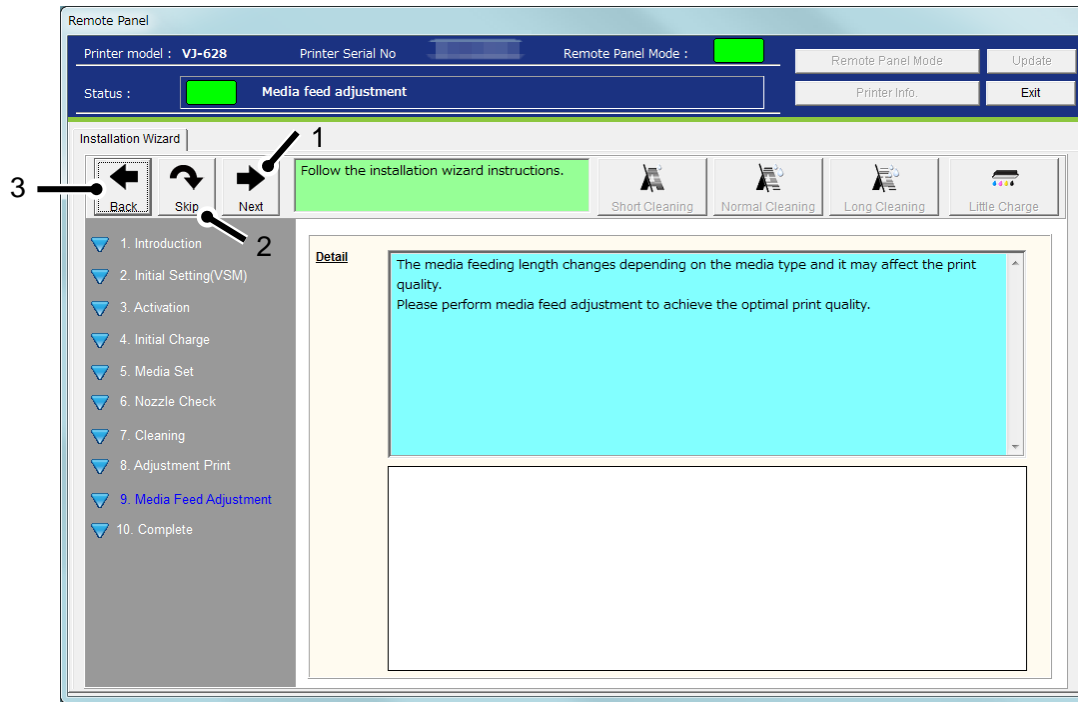 Remote Panel
Printer model : VJ-628 Printer Serial No Remote Panel Mode :
Remote Panel Mode Update
Status : Media feed adjustment
Printer Info. Exit
Installation Wizard
1
3
Back Skip Next
Follow the installation wizard instructions.
Short Cleaning Normal Cleaning Long Cleaning Little Charge
2
1. Introduction
2. Initial Setting(VSM)
3. Activation
4. Initial Charge
5. Media Set
6. Nozzle Check
7. Cleaning
8. Adjustment Print
9. Media Feed Adjustment
10. Complete
Detail
The media feeding length changes depending on the media type and it may affect the print
quality.
Please perform media feed adjustment to achieve the optimal print quality.